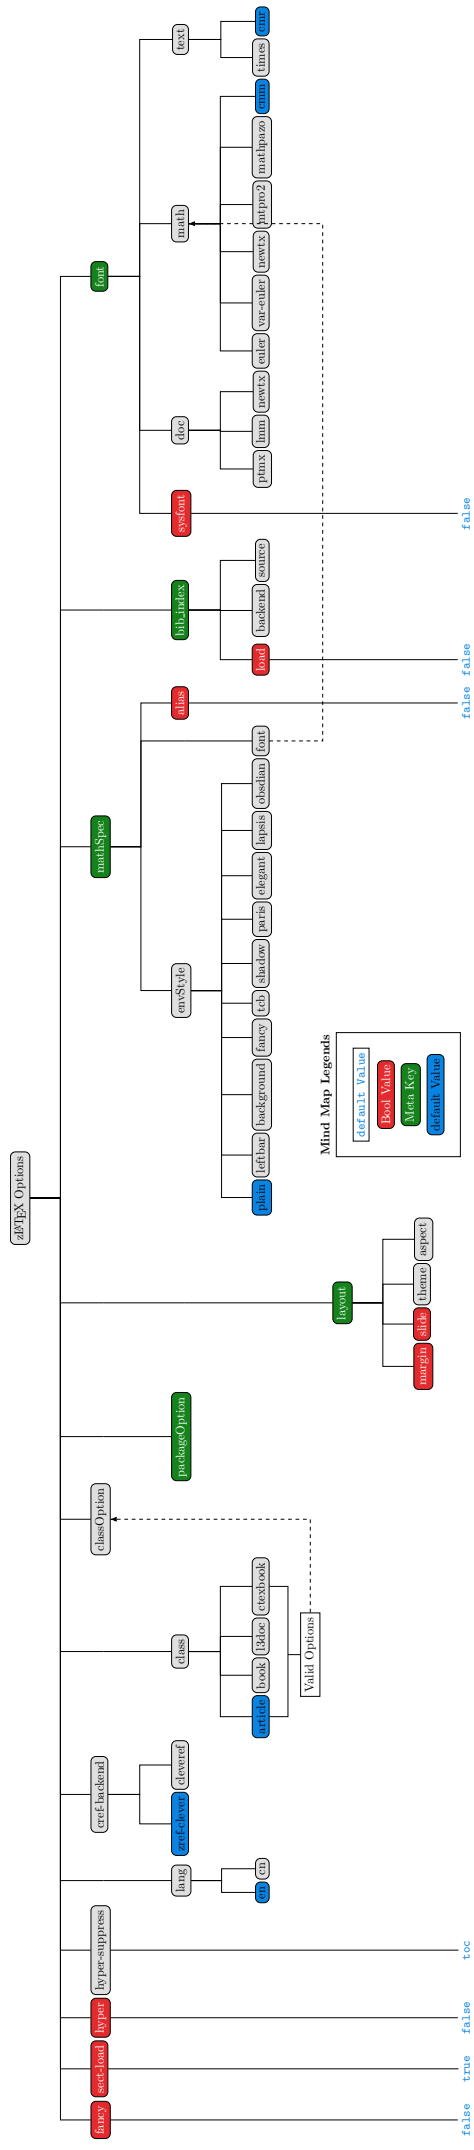 zLATEX Options
fancy
sect-load
hyper
hyper-suppress
cref-backend
classOption
mathSpec
font
lang
zref-clever
cleveref
class
packageOption
envStyle
alias
bib_index
sysfont
doc
math
text
en
cn
article
book
l3doc
ctexbook
plain
leftbar
background
fancy
tcb
shadow
paris
elegant
lapsis
obsdian
font
load
backend
source
ptmx
lmm
newtx
euler
var-euler
newtx
mtpro2
mathpazo
cmm
times
cmr
Valid Options
layout
margin
slide
theme
aspect
Mind Map Legends
default Value
Bool Value
Meta Key
default Value
false
true
false
toc
false
false
false